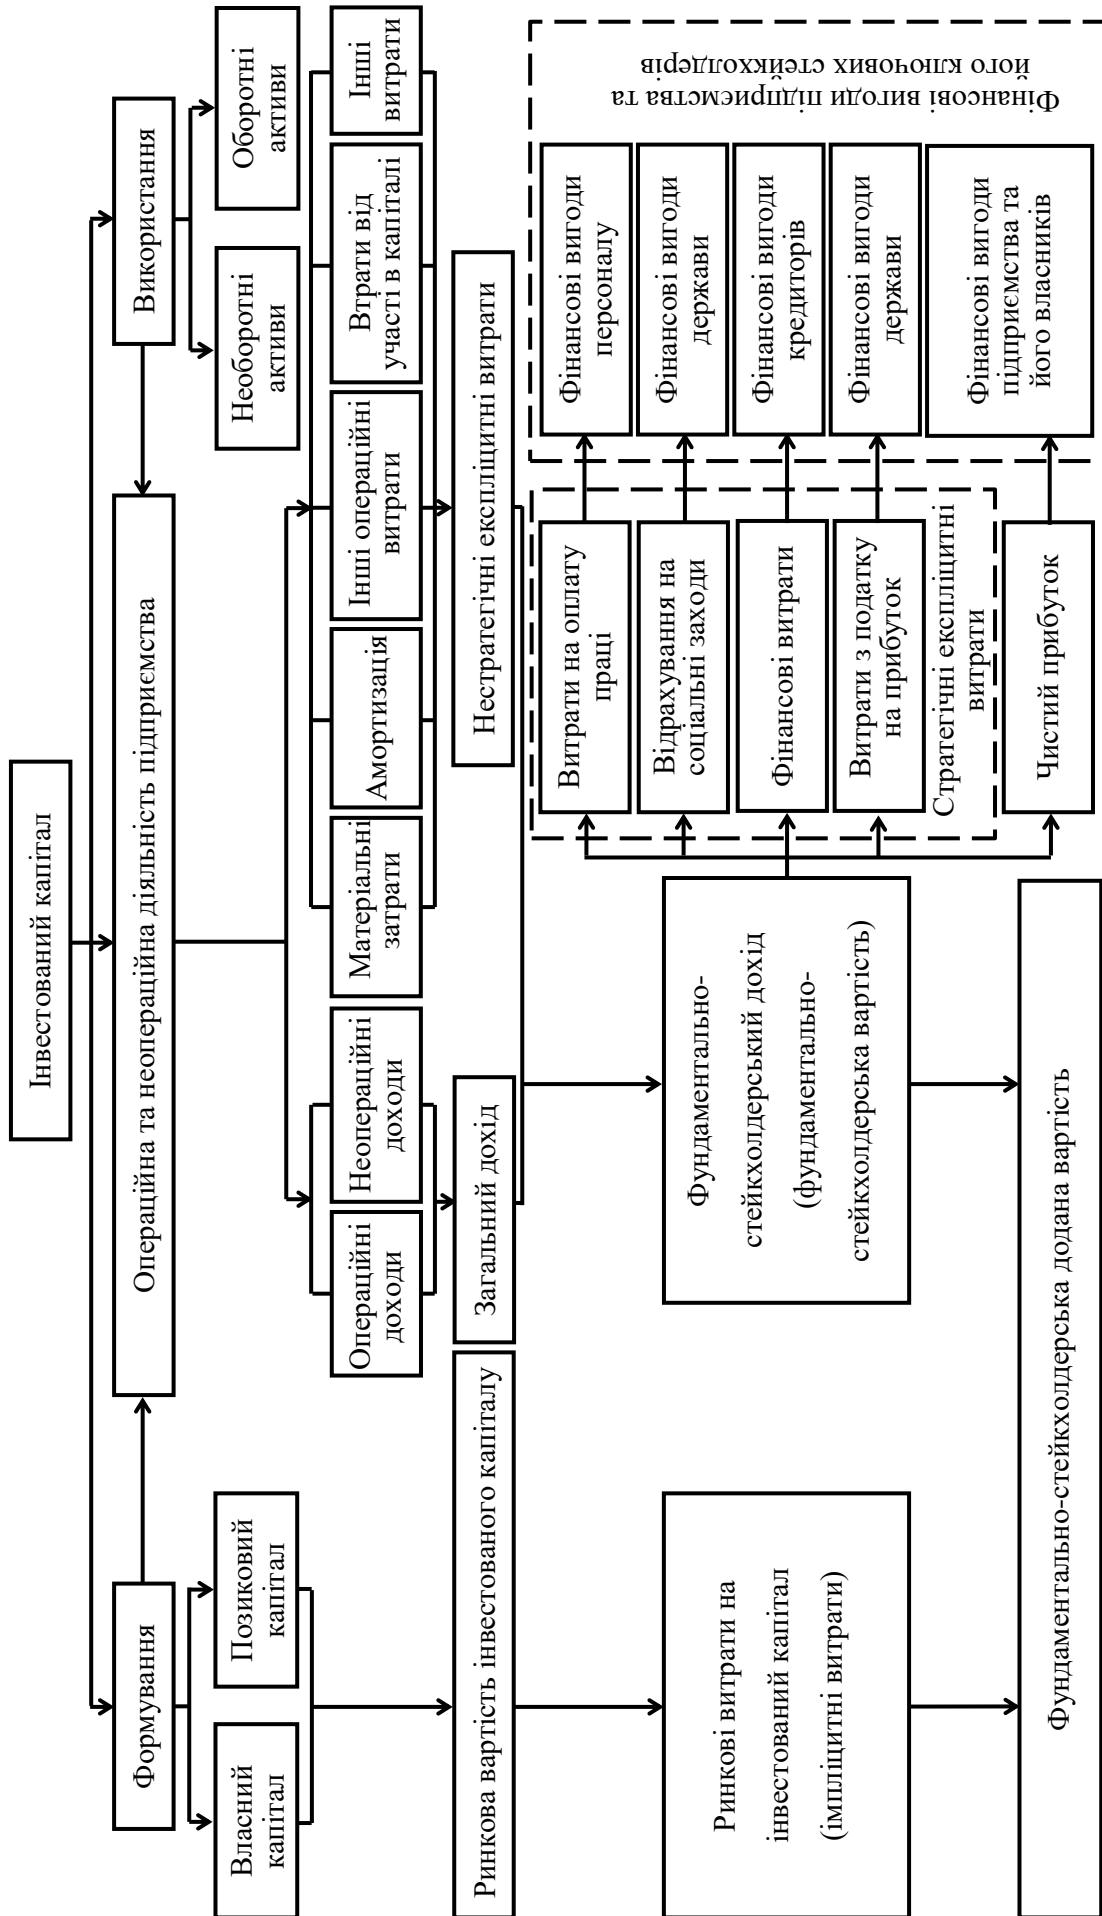 Інвестований капітал
Формування
Операційна та неопераційна діяльність підприємства
Використання
Власний
капітал
Позиковий
капітал
Необоротні
активи
Оборотні
активи
Операційні
доходи
Неопераційні
доходи
Матеріальні
затрати
Амортизація
Інші операційні
витрати
Втрати від
участі в капіталі
Інші
витрати
Ринкова вартість інвестованого капіталу
Загальний дохід
Нестратегічні експліцитні витрати
Ринкові витрати на
інвестований капітал
(імпліцитні витрати)
Фундаментально-
стейкхолдерський дохід
(фундаментально-
стейкхолдерська вартість)
Витрати на оплату
праці
Фінансові вигоди
персоналу
Відрахування на
соціальні заходи
Фінансові вигоди
держави
Фінансові витрати
Фінансові вигоди
кредиторів
Витрати з податку
на прибуток
Фінансові вигоди
держави
Стратегічні експліцитні
витрати
Чистий прибуток
Фінансові вигоди
підприємства та
його власників
Фінансові вигоди підприємства та
його ключових стейкхолдерів
Фундаментально-стейкхолдерська додана вартість